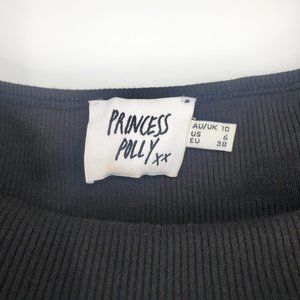 PRINCESS
POLLY xx
AU/UK 10
US 6
EU 38